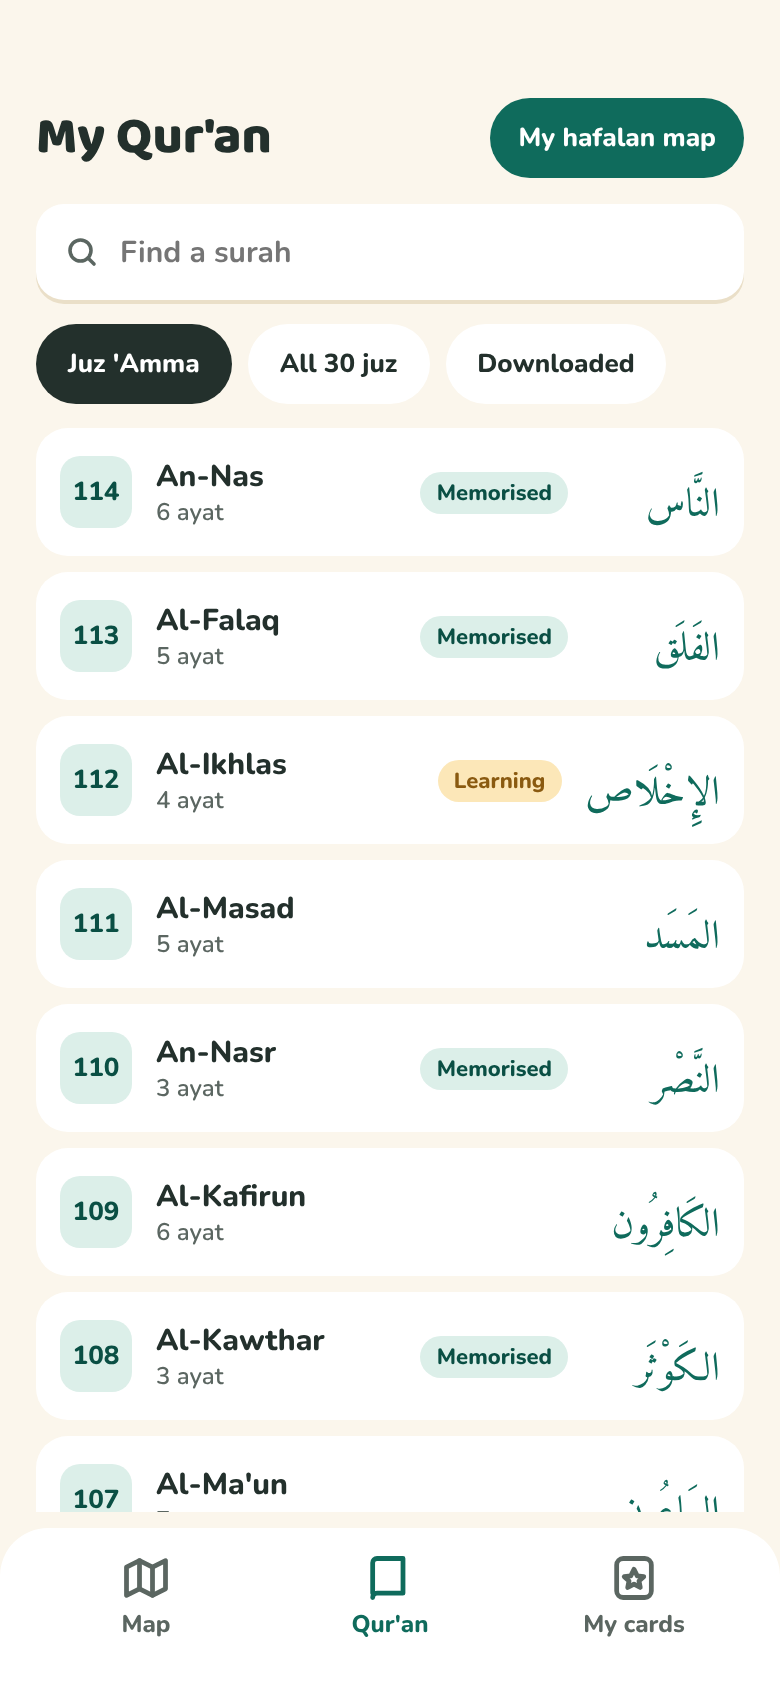 My Qur'an
My hafalan map
Find a surah
Juz 'Amma
All 30 juz
Downloaded
114
An-Nas
6 ayat
Memorised
النَّاس
113
Al-Falaq
5 ayat
Memorised
الفَلَق
112
Al-Ikhlas
4 ayat
Learning
الإِخْلَاص
111
Al-Masad
5 ayat
المَسَد
110
An-Nasr
3 ayat
Memorised
النَّصْر
109
Al-Kafirun
6 ayat
الكَافِرُون
108
Al-Kawthar
3 ayat
Memorised
الكَوْثَر
107
Al-Ma'un
Map
Qur'an
My cards